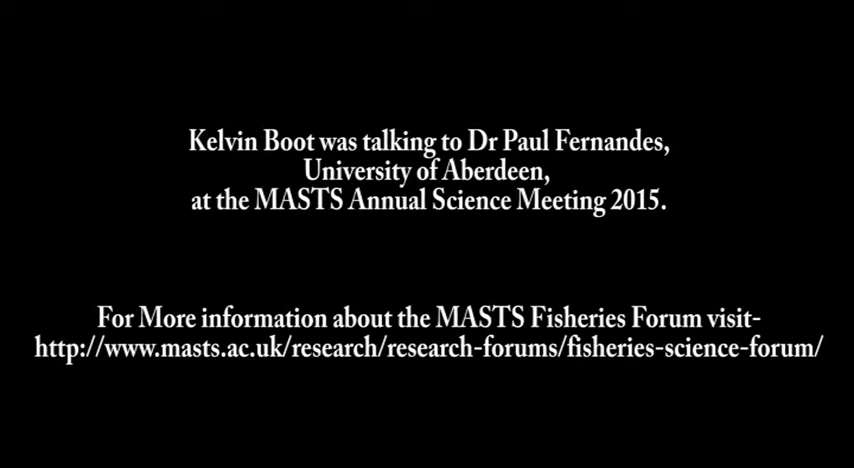 Kelvin Boot was talking to Dr Paul Fernandes,
University of Aberdeen,
at the MASTS Annual Science Meeting 2015.
For More information about the MASTS Fisheries Forum visit-
http://www.masts.ac.uk/research/research-forums/fisheries-science-forum/